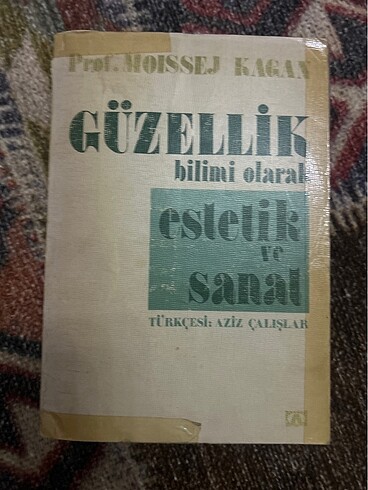 Prof. MOISSEJ KAGAN
GÜZELLİK
bilimi olarak
estetik
ve
sanat
TÜRKÇESİ: AZİZ ÇALIŞLAR